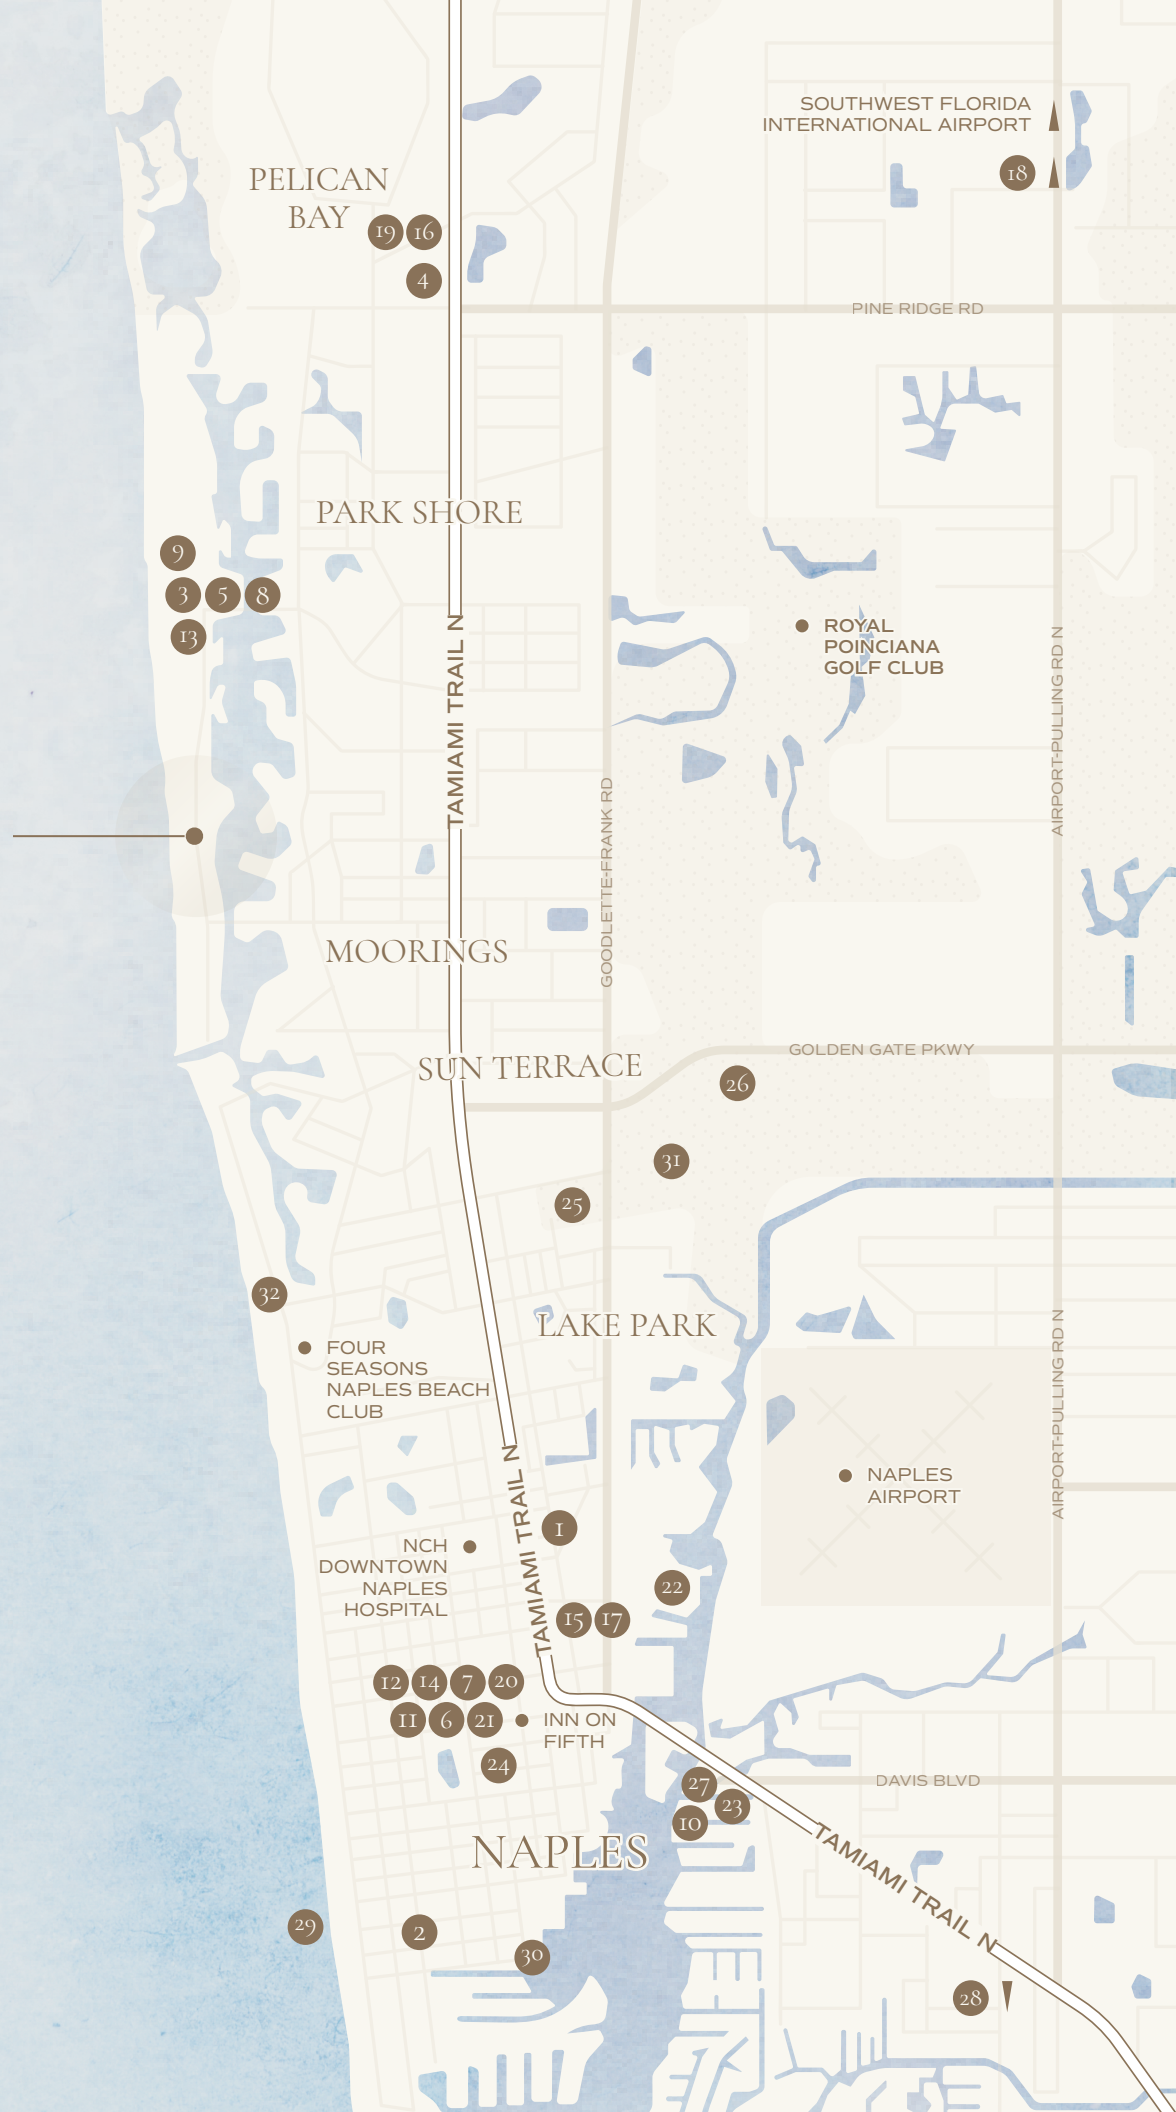 SOUTHWEST FLORIDA
INTERNATIONAL AIRPORT
18
PELICAN
BAY
19 16
4
PINE RIDGE RD
PARK SHORE
9
3 5 8
13
ROYAL
POINCIANA
GOLF CLUB
TAMIAMI TRAIL N
AIRPORT-PULLING RD N
GOODLETTE-FRANK RD
MOORINGS
SUN TERRACE
GOLDEN GATE PKWY
26
31
25
32
LAKE PARK
FOUR
SEASONS
NAPLES BEACH
CLUB
AIRPORT-PULLING RD N
NAPLES
AIRPORT
TAMIAMI TRAIL N
1
NCH
DOWNTOWN
NAPLES
HOSPITAL
22
15 17
12 14 7 20
11 6 21
INN ON
FIFTH
24
27
23
10
DAVIS BLVD
NAPLES
TAMIAMI TRAIL N
29
2
30
28